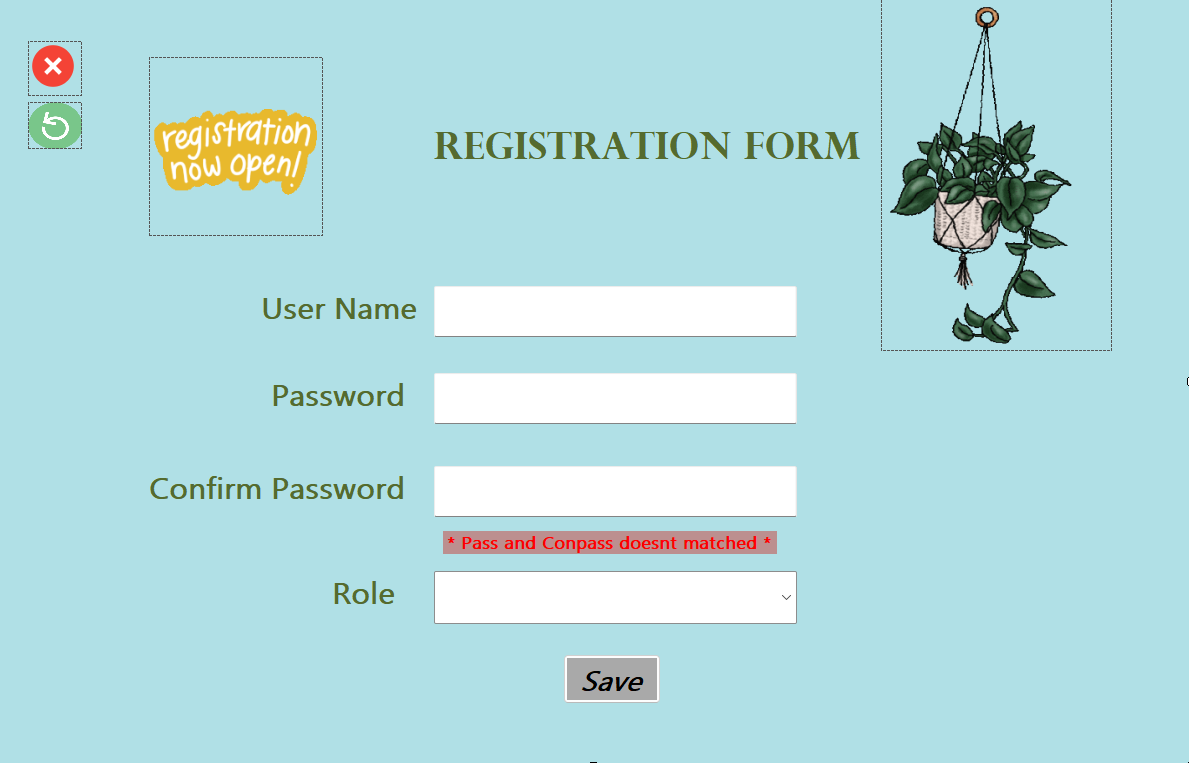 registration
now open!
REGISTRATION FORM
User Name
Password
Confirm Password
* Pass and Conpass doesnt matched *
Role
Save